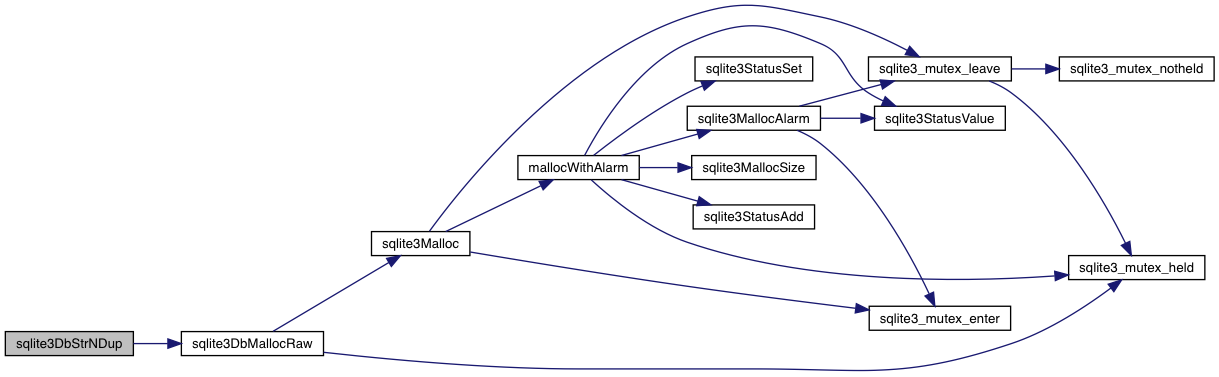 sqlite3StatusSet
sqlite3_mutex_leave
sqlite3_mutex_notheld
sqlite3MallocAlarm
sqlite3StatusValue
mallocWithAlarm
sqlite3MallocSize
sqlite3StatusAdd
sqlite3Malloc
sqlite3_mutex_held
sqlite3_mutex_enter
sqlite3DbStrNDup
sqlite3DbMallocRaw